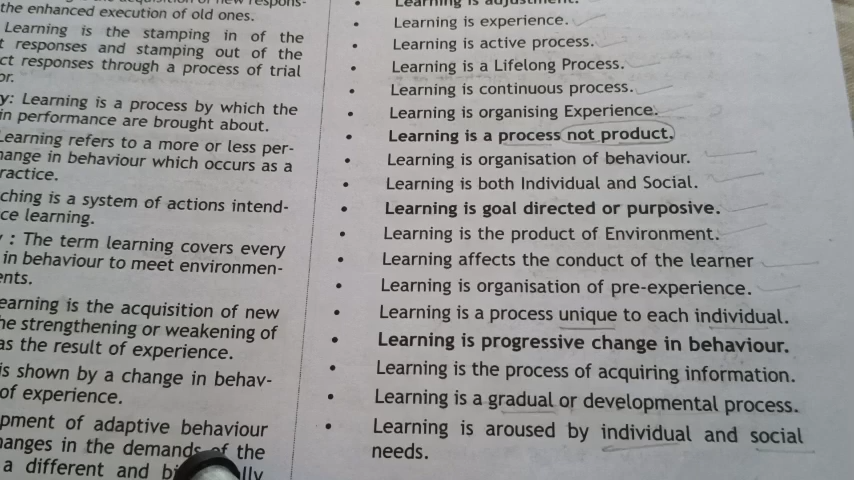 the enhanced execution of old ones.
Learning is the stamping in of the
responses and stamping out of the
ct responses through a process of trial
or.
y: Learning is a process by which the
in performance are brought about.
Learning refers to a more or less per-
hange in behaviour which occurs as a
ractice.
ching is a system of actions intend-
ce learning.
: The term learning covers every
in behaviour to meet environmen-
ents.
earning is the acquisition of new
he strengthening or weakening of
as the result of experience.
is shown by a change in behav-
of experience.
pment of adaptive behaviour
hanges in the demands of the
a different and
• Learning is adjustment.
• Learning is experience.
• Learning is active process.
• Learning is a Lifelong Process.
• Learning is continuous process.
• Learning is organising Experience.
• Learning is a process not product.
• Learning is organisation of behaviour.
• Learning is both Individual and Social.
• Learning is goal directed or purposive.
• Learning is the product of Environment.
• Learning affects the conduct of the learner
• Learning is organisation of pre-experience.
• Learning is a process unique to each individual.
• Learning is progressive change in behaviour.
• Learning is the process of acquiring information.
• Learning is a gradual or developmental process.
• Learning is aroused by individual and social
needs.